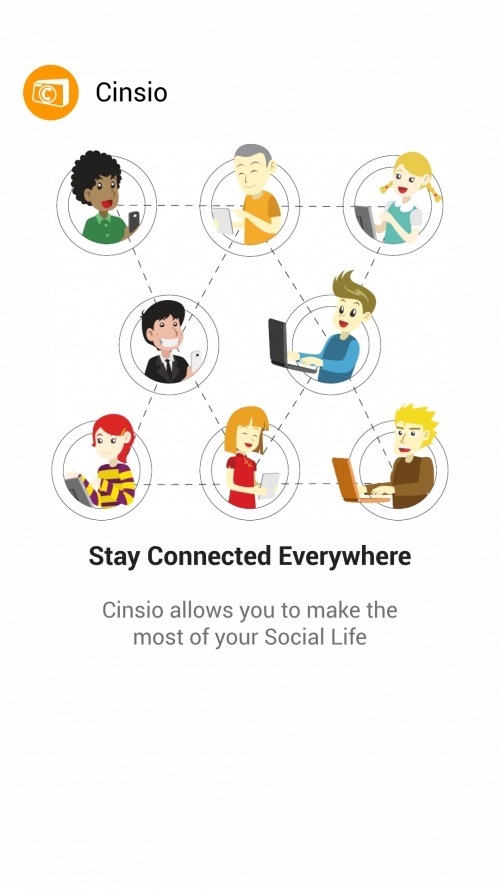 Cinsio
Stay Connected Everywhere
Cinsio allows you to make the
most of your Social Life